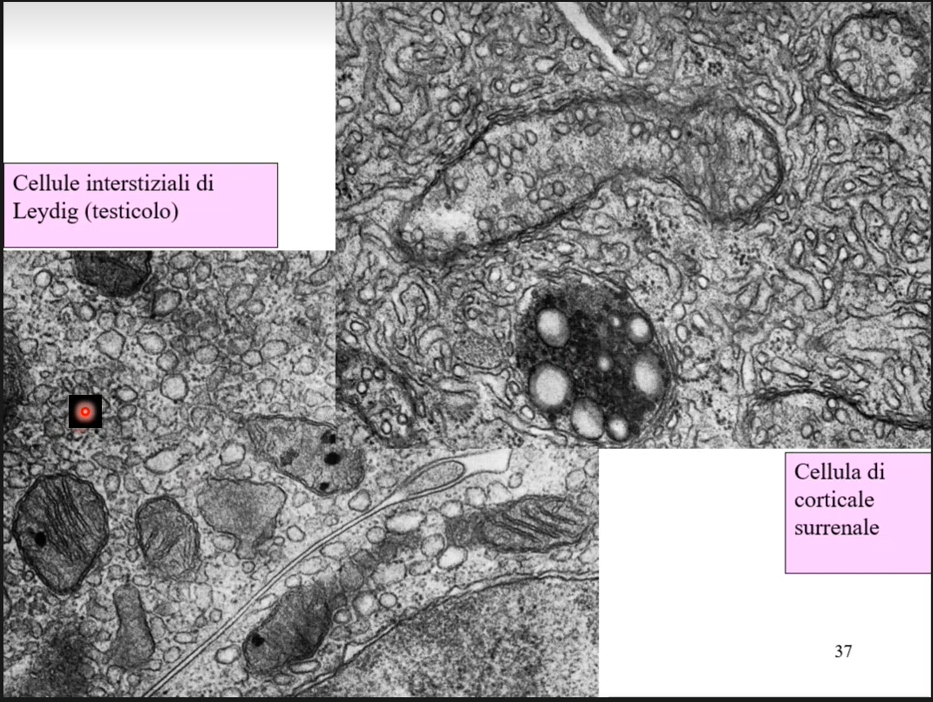 Cellule interstiziali di
Leydig (testicolo)
Cellula di
corticale
surrenale
37